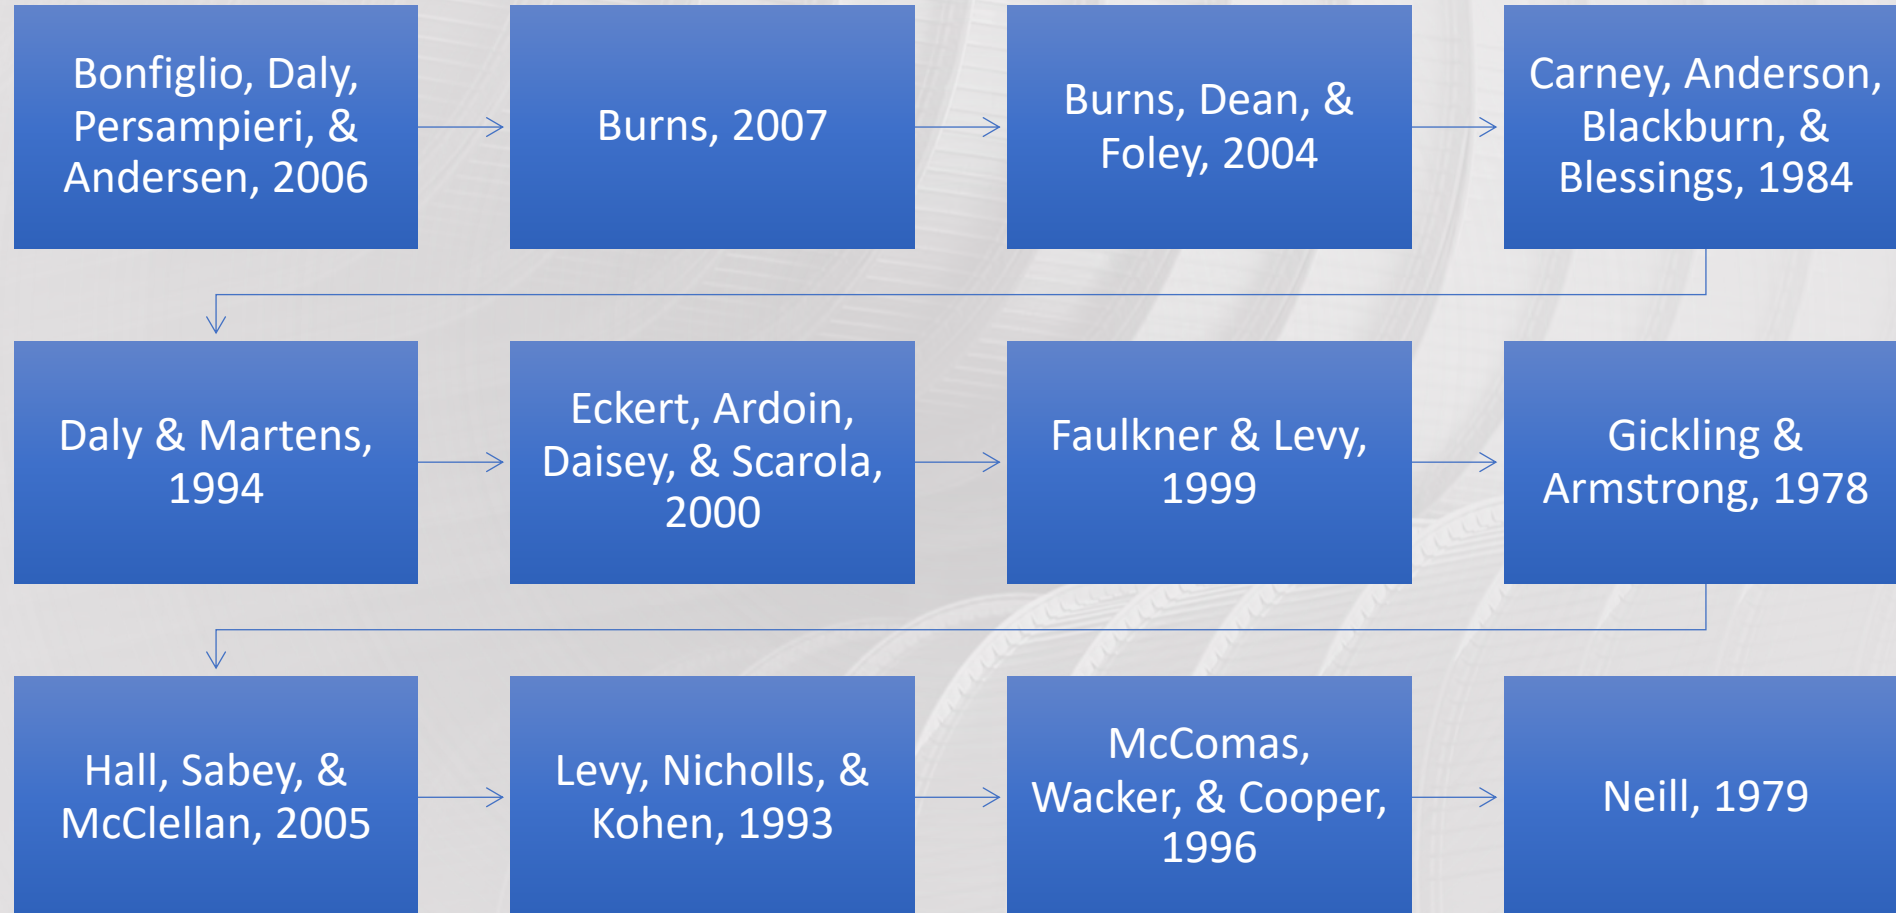 Bonfiglio, Daly,
Persampieri, &
Andersen, 2006
Burns, 2007
Burns, Dean, &
Foley, 2004
Carney, Anderson,
Blackburn, &
Blessings, 1984
Daly & Martens,
1994
Eckert, Ardoin,
Daisey, & Scarola,
2000
Faulkner & Levy,
1999
Gickling &
Armstrong, 1978
Hall, Sabey, &
McClellan, 2005
Levy, Nicholls, &
Kohen, 1993
McComas,
Wacker, & Cooper,
1996
Neill, 1979